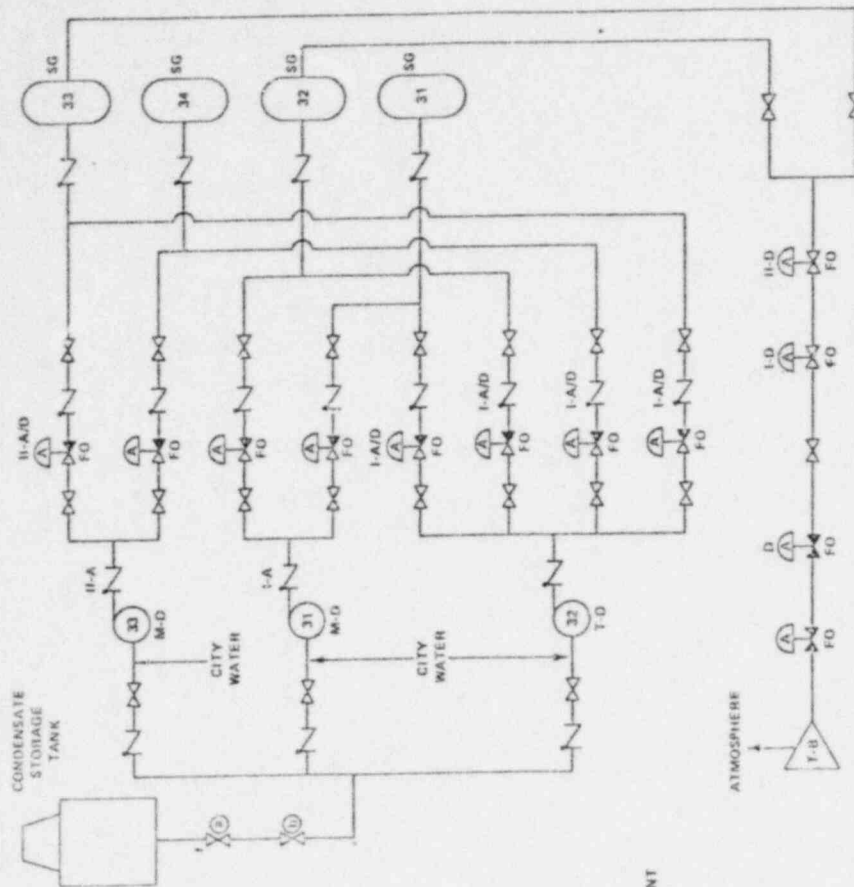 CONDENSATE
STORAGE
TANK
33
M-D
II-A
31
M-D
I-A
32
T-D
CITY
WATER
CITY
WATER
II-A/D
A
FO
A
FO
A
FO
A
FO
I-A/D
A
FO
I-A/D
A
FO
I-A/D
A
FO
I-A/D
A
FO
33
SG
34
SG
32
SG
31
SG
ATMOSPHERE
T-B
A
FO
D
A
FO
I-D
A
FO
II-D
A
FO
NT